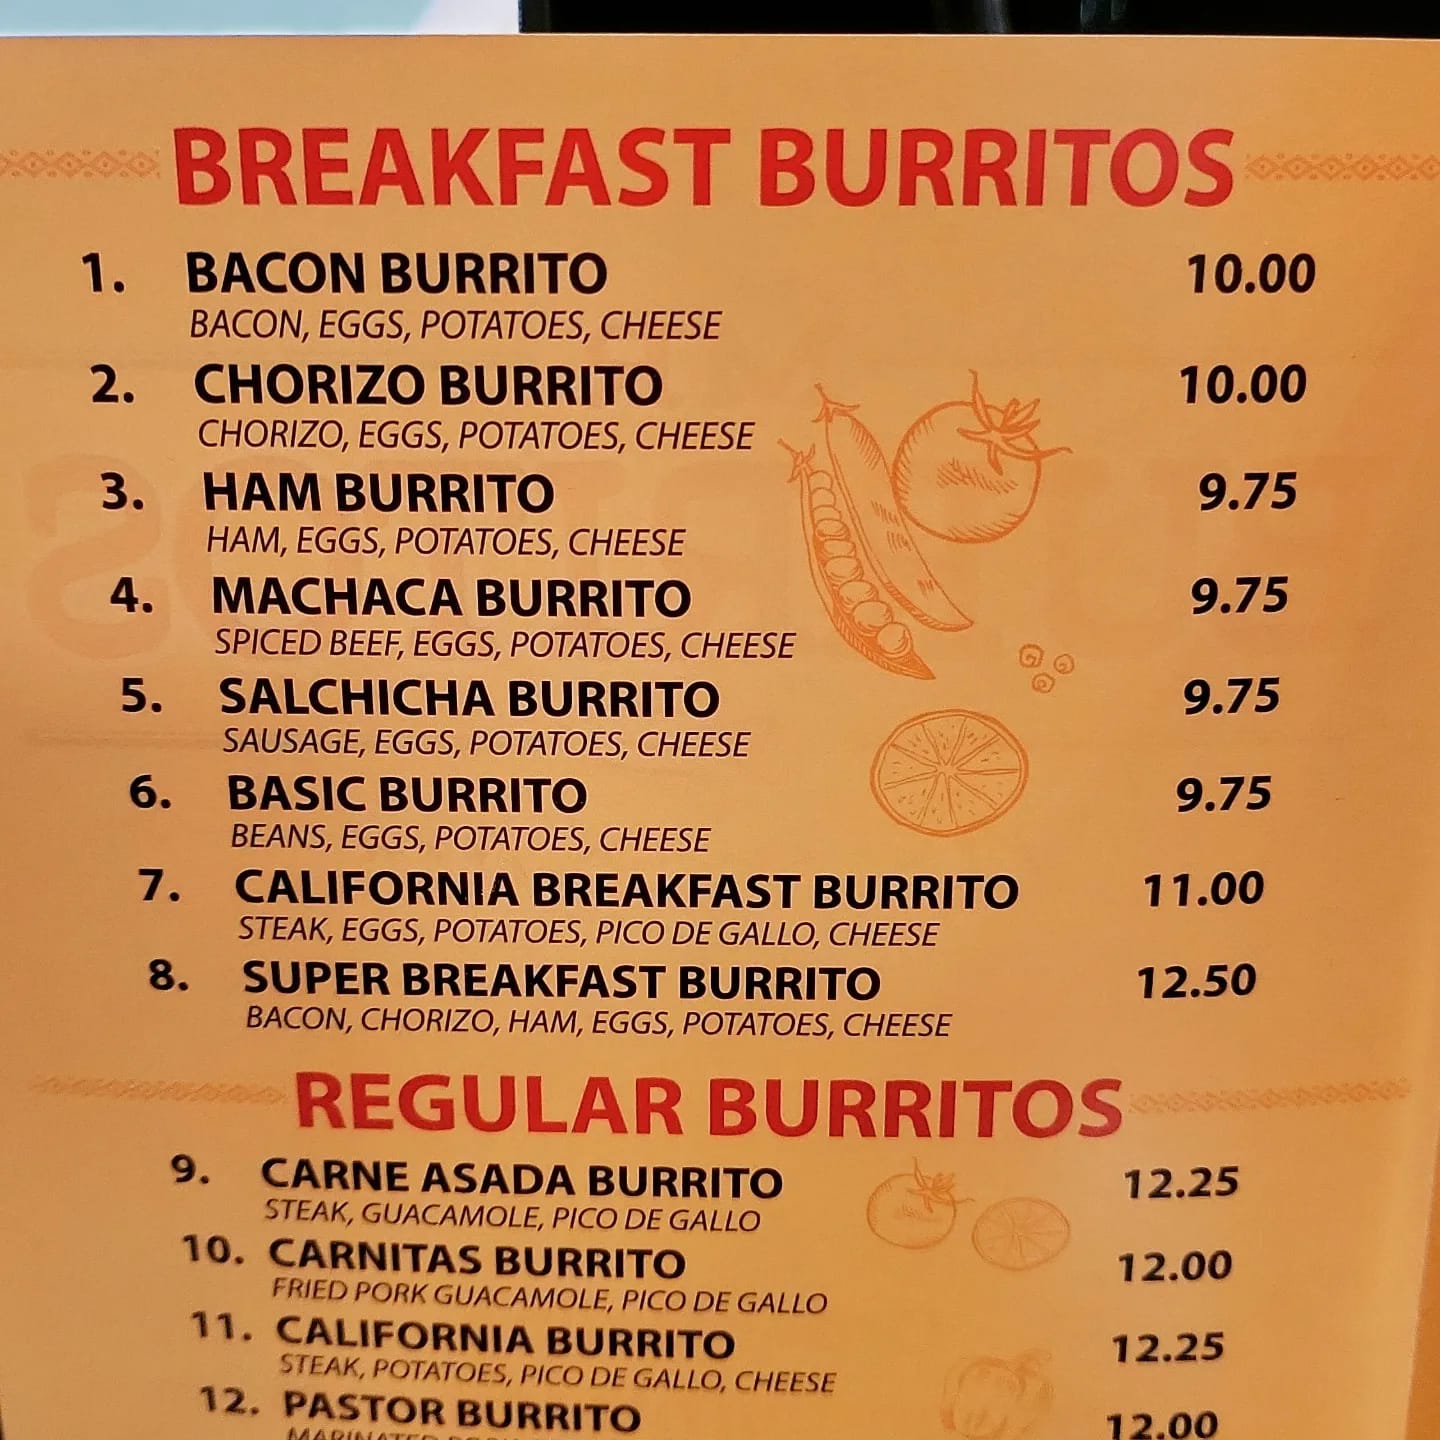 BREAKFAST BURRITOS
1. BACON BURRITO 10.00
BACON, EGGS, POTATOES, CHEESE
2. CHORIZO BURRITO 10.00
CHORIZO, EGGS, POTATOES, CHEESE
3. HAM BURRITO 9.75
HAM, EGGS, POTATOES, CHEESE
4. MACHACA BURRITO 9.75
SPICED BEEF, EGGS, POTATOES, CHEESE
5. SALCHICHA BURRITO 9.75
SAUSAGE, EGGS, POTATOES, CHEESE
6. BASIC BURRITO 9.75
BEANS, EGGS, POTATOES, CHEESE
7. CALIFORNIA BREAKFAST BURRITO 11.00
STEAK, EGGS, POTATOES, PICO DE GALLO, CHEESE
8. SUPER BREAKFAST BURRITO 12.50
BACON, CHORIZO, HAM, EGGS, POTATOES, CHEESE
REGULAR BURRITOS
9. CARNE ASADA BURRITO 12.25
STEAK, GUACAMOLE, PICO DE GALLO
10. CARNITAS BURRITO 12.00
FRIED PORK GUACAMOLE, PICO DE GALLO
11. CALIFORNIA BURRITO 12.25
STEAK, POTATOES, PICO DE GALLO, CHEESE
12. PASTOR BURRITO 12.00
MARINATED